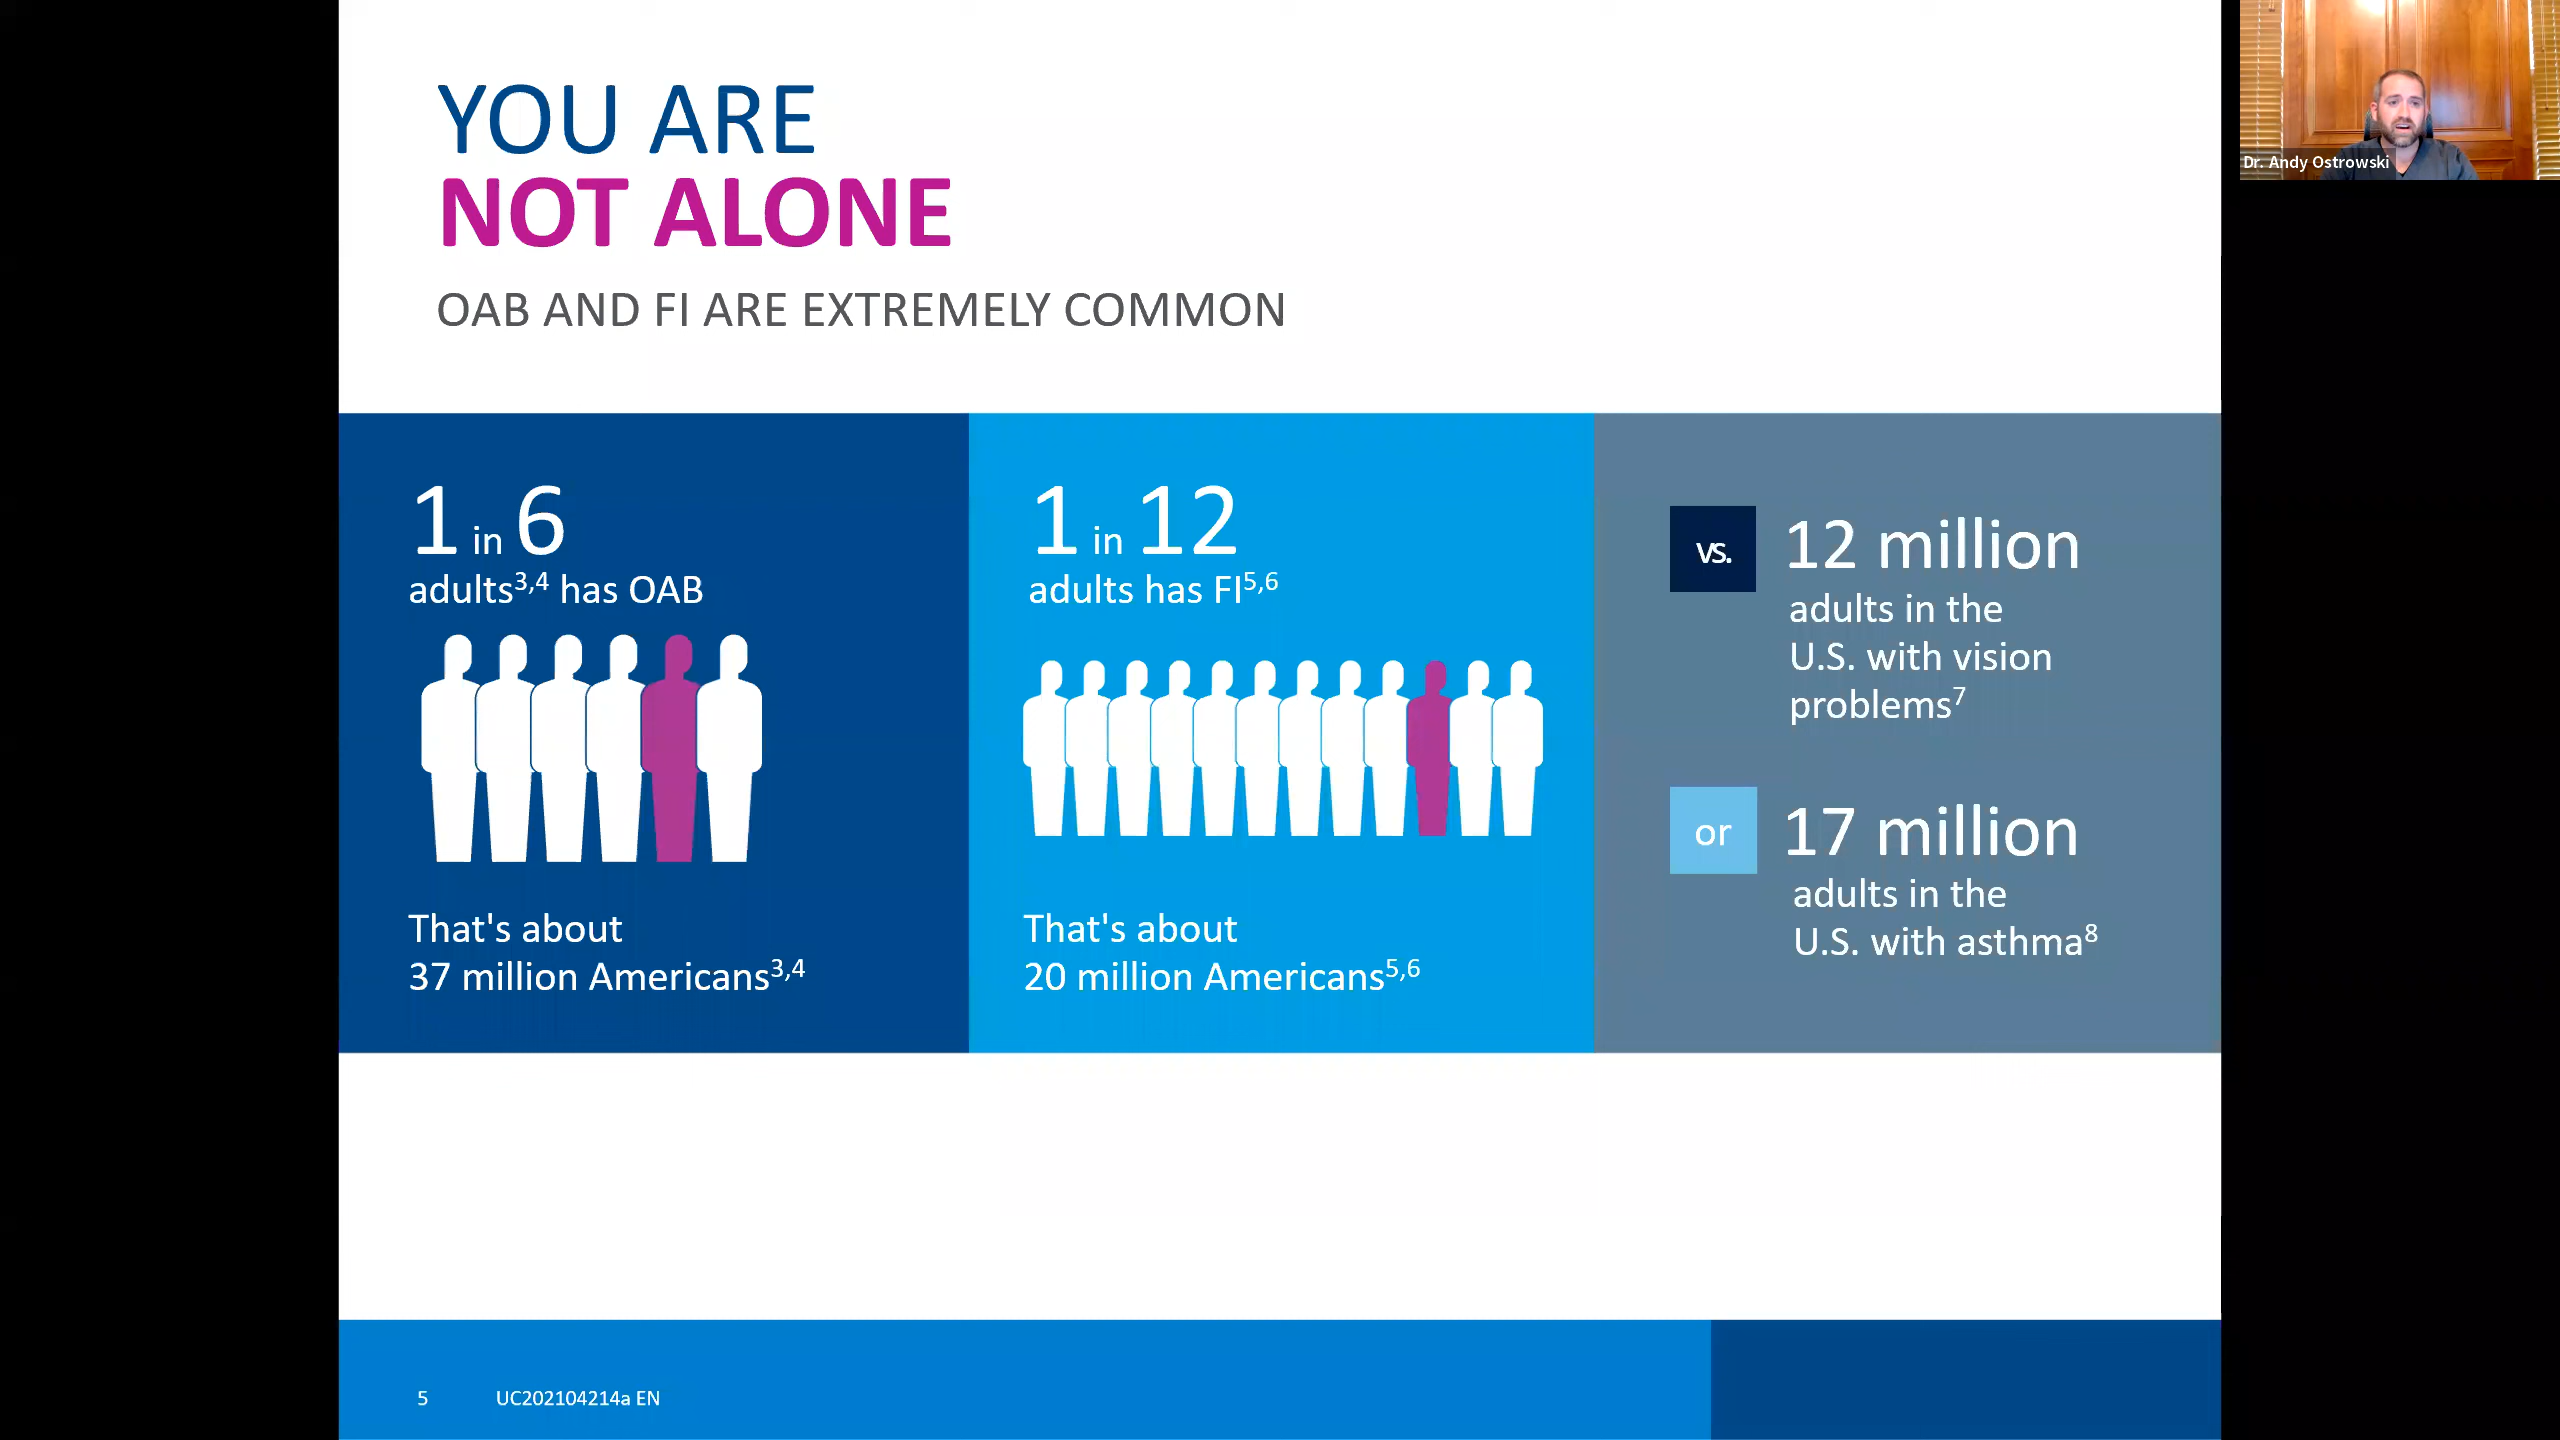 YOU ARE
NOT ALONE
OAB AND FI ARE EXTREMELY COMMON
1 in 6
adults3,4 has OAB
That's about
37 million Americans3,4
1 in 12
adults has FI5,6
That's about
20 million Americans5,6
vs.
12 million
adults in the
U.S. with vision
problems7
or
17 million
adults in the
U.S. with asthma8
5
UC202104214a EN
Dr. Andy Ostrowski